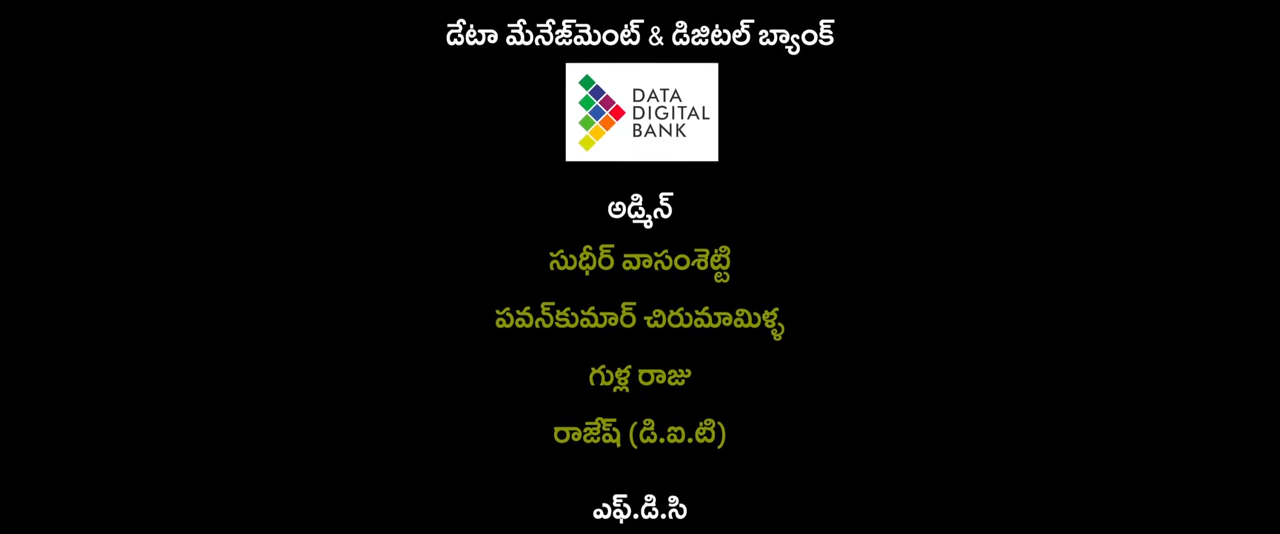 డేటా మేనేజ్‌మెంట్ & డిజిటల్ బ్యాంక్
DATA
DIGITAL
BANK
అడ్మిన్
సుధీర్ వాసంశెట్టి
పవన్‌కుమార్ చిరుమామిళ్ళ
గుళ్ల రాజు
రాజేష్ (డి.ఐ.టి)
ఎఫ్.డి.సి